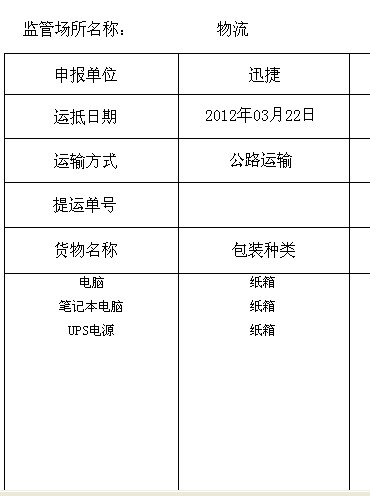 监管场所名称: 物流
申报单位 迅捷
运抵日期 2012年03月22日
运输方式 公路运输
提运单号
货物名称 包装种类
电脑 纸箱
笔记本电脑 纸箱
UPS电源 纸箱